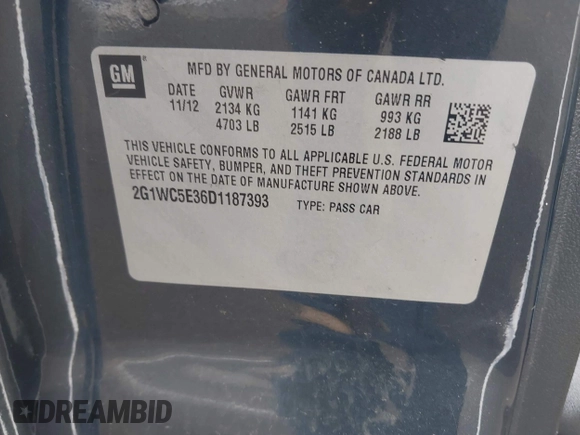 GM
MFD BY GENERAL MOTORS OF CANADA LTD.
DATE GVWR GAWR FRT GAWR RR
11/12 2134 KG 1141 KG 993 KG
4703 LB 2515 LB 2188 LB
THIS VEHICLE CONFORMS TO ALL APPLICABLE U.S. FEDERAL MOTOR
VEHICLE SAFETY, BUMPER, AND THEFT PREVENTION STANDARDS IN
EFFECT ON THE DATE OF MANUFACTURE SHOWN ABOVE.
2G1WC5E36D1187393 TYPE: PASS CAR
DREAMBID